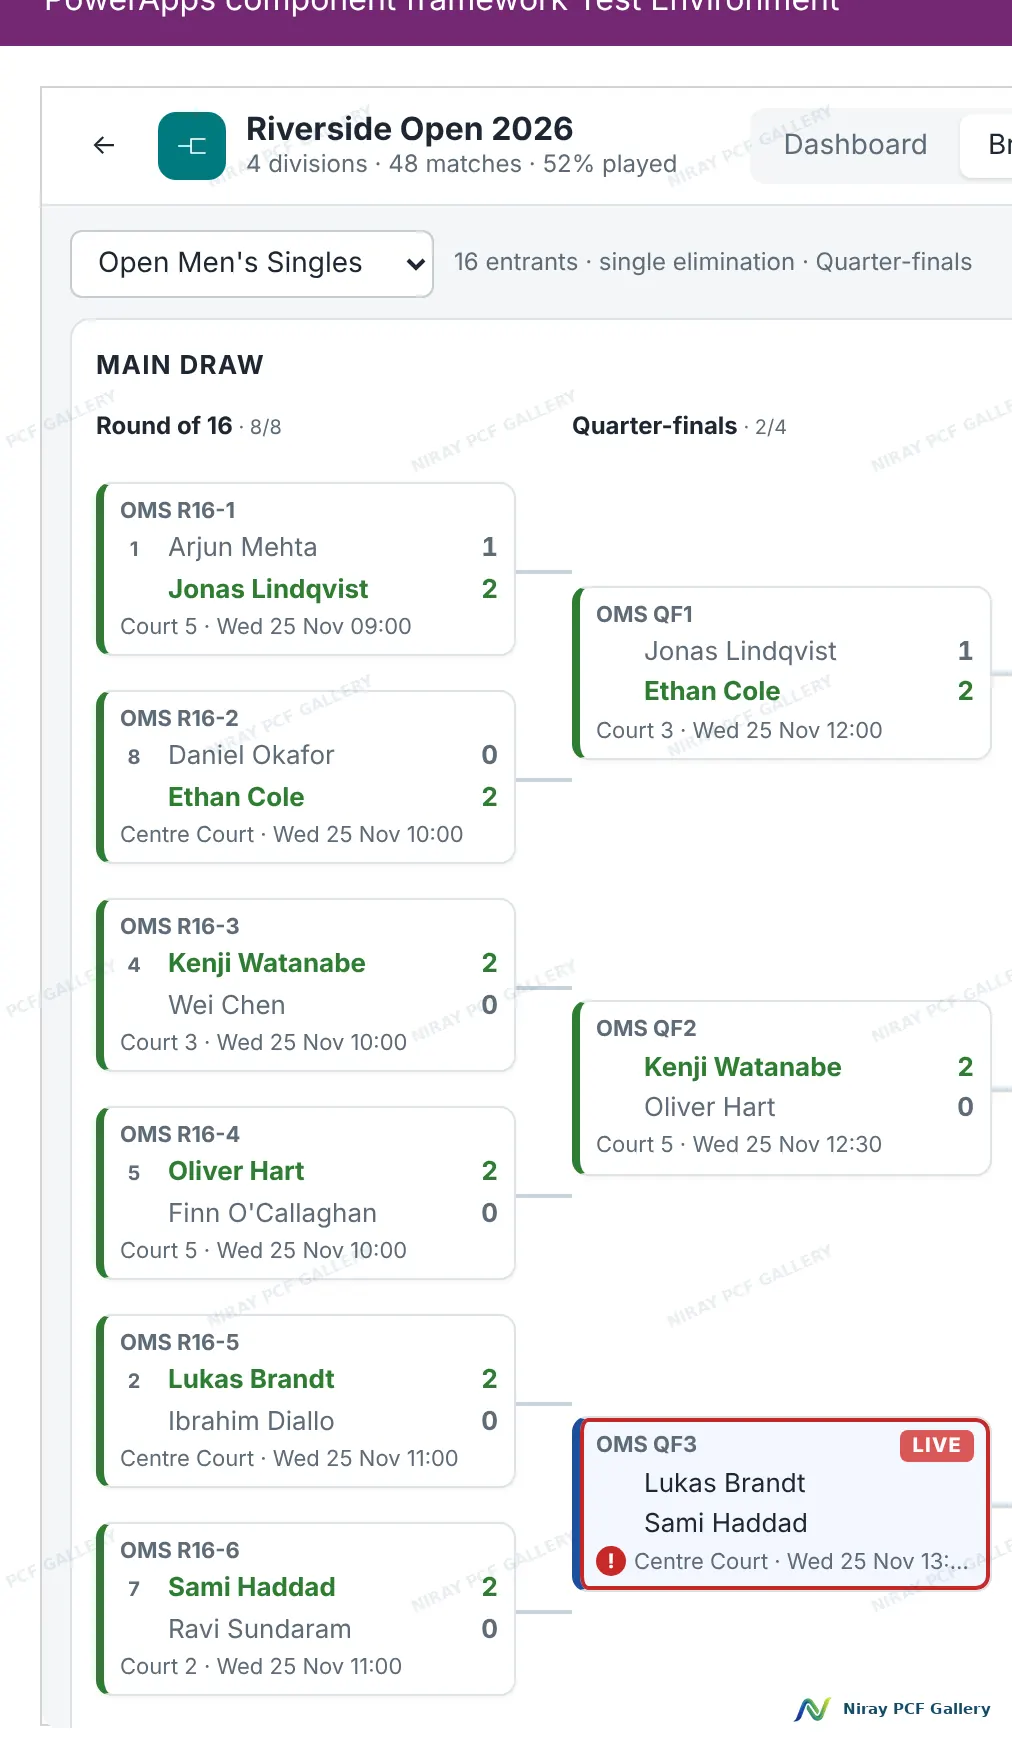 PowerApps component framework Test Environment
Riverside Open 2026
4 divisions · 48 matches · 52% played
Dashboard
Open Men's Singles
16 entrants · single elimination · Quarter-finals
MAIN DRAW
Round of 16 · 8/8
OMS R16-1
1 Arjun Mehta 1
Jonas Lindqvist 2
Court 5 · Wed 25 Nov 09:00
OMS R16-2
8 Daniel Okafor 0
Ethan Cole 2
Centre Court · Wed 25 Nov 10:00
OMS R16-3
4 Kenji Watanabe 2
Wei Chen 0
Court 3 · Wed 25 Nov 10:00
OMS R16-4
5 Oliver Hart 2
Finn O'Callaghan 0
Court 5 · Wed 25 Nov 10:00
OMS R16-5
2 Lukas Brandt 2
Ibrahim Diallo 0
Centre Court · Wed 25 Nov 11:00
OMS R16-6
7 Sami Haddad 2
Ravi Sundaram 0
Court 2 · Wed 25 Nov 11:00
Quarter-finals · 2/4
OMS QF1
Jonas Lindqvist 1
Ethan Cole 2
Court 3 · Wed 25 Nov 12:00
OMS QF2
Kenji Watanabe 2
Oliver Hart 0
Court 5 · Wed 25 Nov 12:30
OMS QF3 LIVE
Lukas Brandt
Sami Haddad
! Centre Court · Wed 25 Nov 13:...
Niray PCF Gallery
NIRAY PCF GALLERY